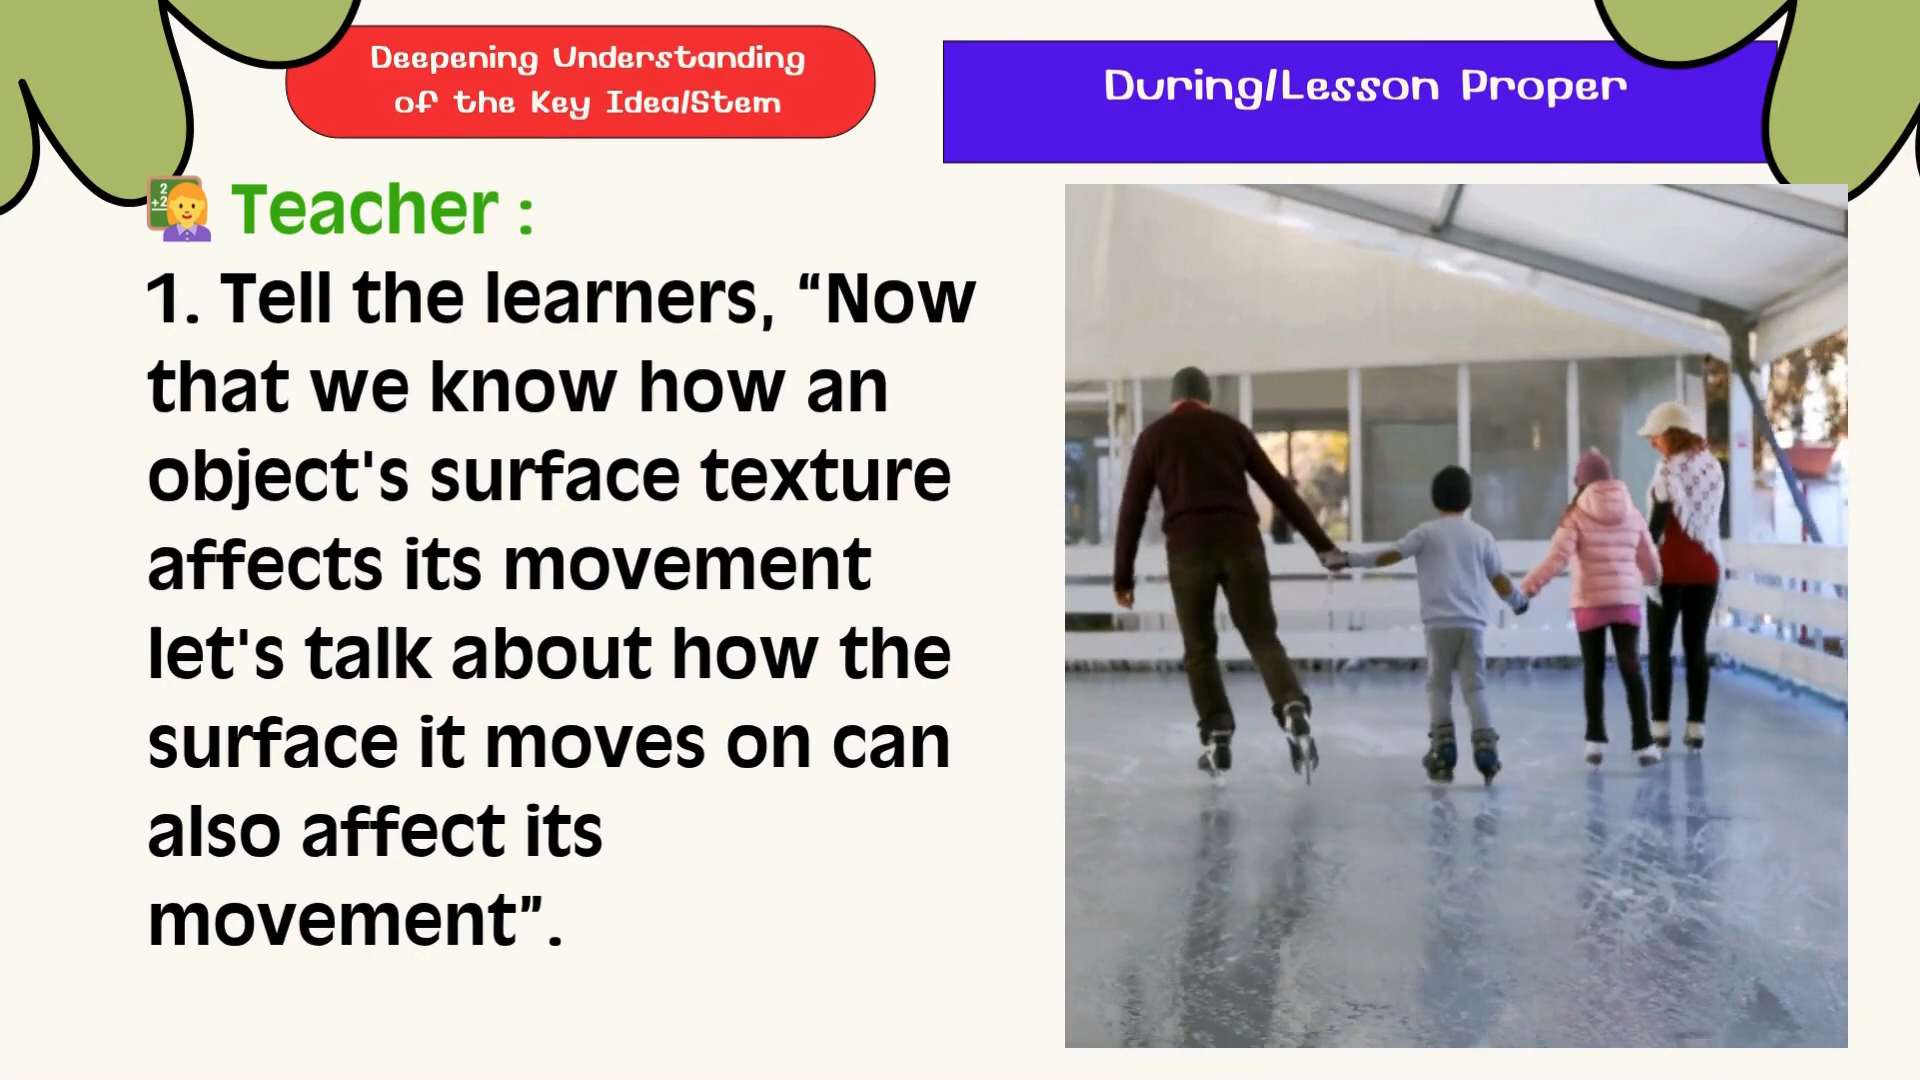 Deepening Understanding
of the Key Idea/Stem
During/Lesson Proper
Teacher :
1. Tell the learners, “Now
that we know how an
object's surface texture
affects its movement
let's talk about how the
surface it moves on can
also affect its
movement”.
2
+2